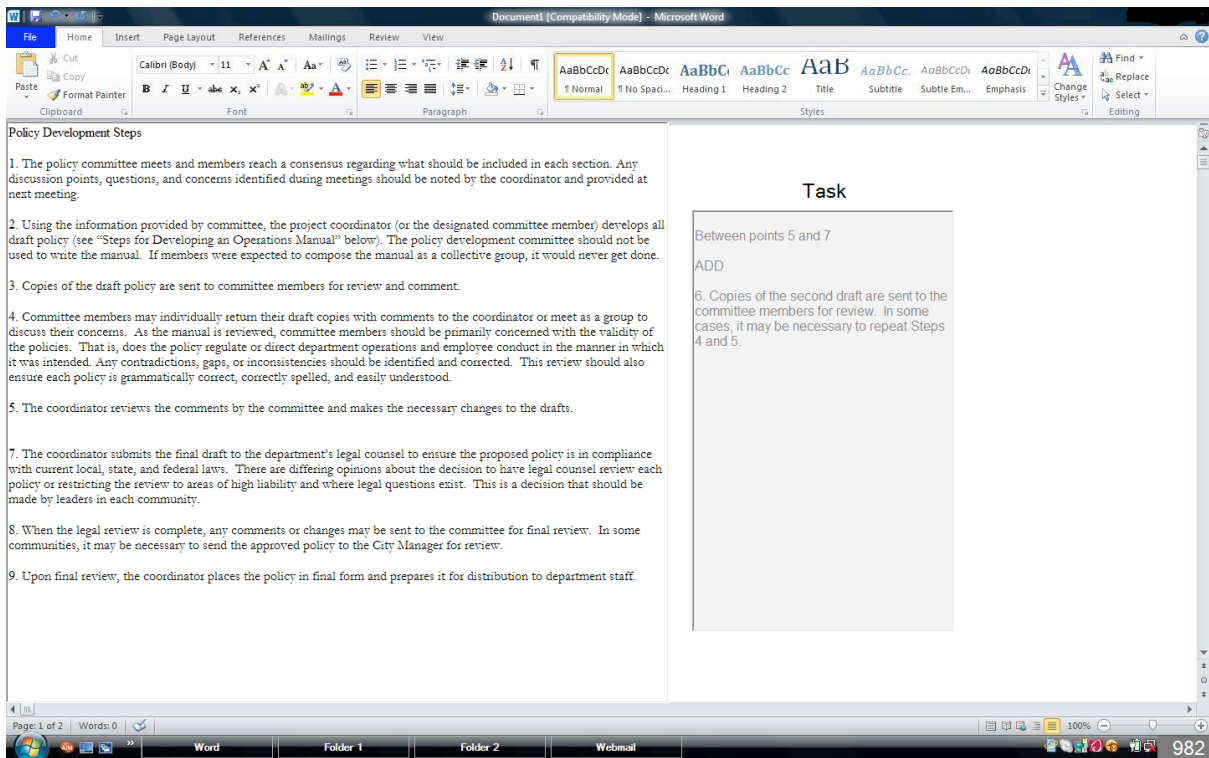 Document1 [Compatibility Mode] - Microsoft Word
File Home Insert Page Layout References Mailings Review View
Cut
Copy
Format Painter
Paste
Clipboard
Calibri (Body) 11
Font
Paragraph
AaBbCcDc AaBbCcDc AaBbC AaBbCc AaB AaBbCc. AaBbCcDi AaBbCcDi
¶ Normal ¶ No Spaci... Heading 1 Heading 2 Title Subtitle Subtle Em... Emphasis
Change Styles
Styles
Find
Replace
Select
Editing
Policy Development Steps
1. The policy committee meets and members reach a consensus regarding what should be included in each section. Any
discussion points, questions, and concerns identified during meetings should be noted by the coordinator and provided at
next meeting.
2. Using the information provided by committee, the project coordinator (or the designated committee member) develops all
draft policy (see “Steps for Developing an Operations Manual” below). The policy development committee should not be
used to write the manual. If members were expected to compose the manual as a collective group, it would never get done.
3. Copies of the draft policy are sent to committee members for review and comment.
4. Committee members may individually return their draft copies with comments to the coordinator or meet as a group to
discuss their concerns. As the manual is reviewed, committee members should be primarily concerned with the validity of
the policies. That is, does the policy regulate or direct department operations and employee conduct in the manner in which
it was intended. Any contradictions, gaps, or inconsistencies should be identified and corrected. This review should also
ensure each policy is grammatically correct, correctly spelled, and easily understood.
5. The coordinator reviews the comments by the committee and makes the necessary changes to the drafts.
7. The coordinator submits the final draft to the department’s legal counsel to ensure the proposed policy is in compliance
with current local, state, and federal laws. There are differing opinions about the decision to have legal counsel review each
policy or restricting the review to areas of high liability and where legal questions exist. This is a decision that should be
made by leaders in each community.
8. When the legal review is complete, any comments or changes may be sent to the committee for final review. In some
communities, it may be necessary to send the approved policy to the City Manager for review.
9. Upon final review, the coordinator places the policy in final form and prepares it for distribution to department staff.
Task
Between points 5 and 7
ADD
6. Copies of the second draft are sent to the
committee members for review. In some
cases, it may be necessary to repeat Steps
4 and 5.
Page: 1 of 2 Words: 0
100%
Word Folder 1 Folder 2 Webmail
982